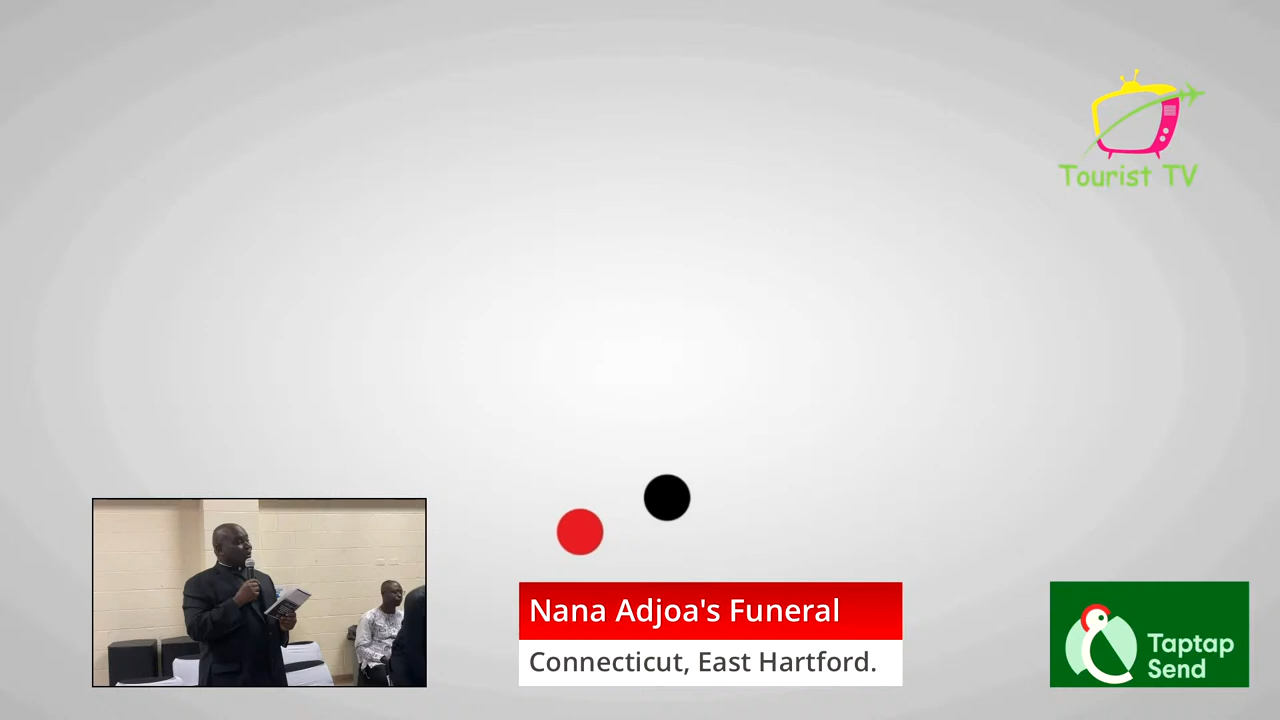 Tourist TV
Nana Adjoa's Funeral
Connecticut, East Hartford.
Taptap
Send